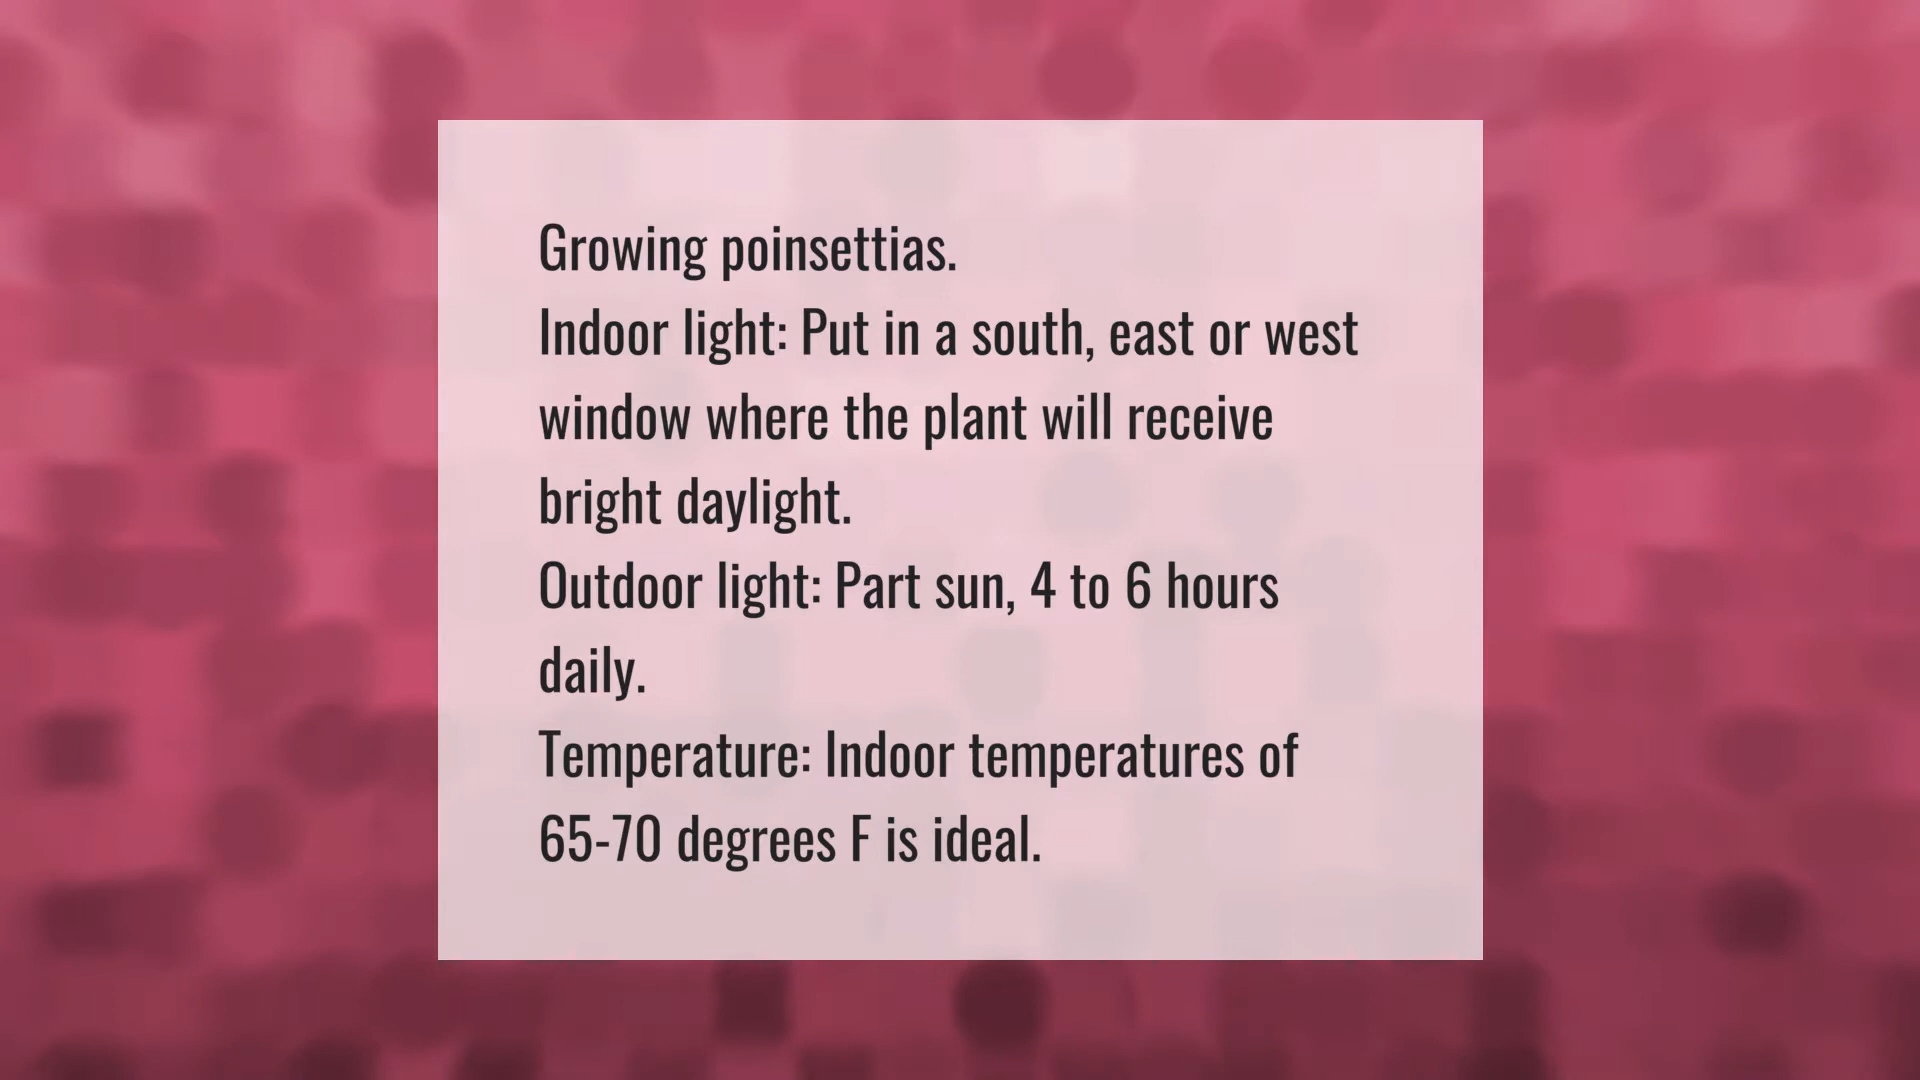 Growing poinsettias.
Indoor light: Put in a south, east or west
window where the plant will receive
bright daylight.
Outdoor light: Part sun, 4 to 6 hours
daily.
Temperature: Indoor temperatures of
65-70 degrees F is ideal.